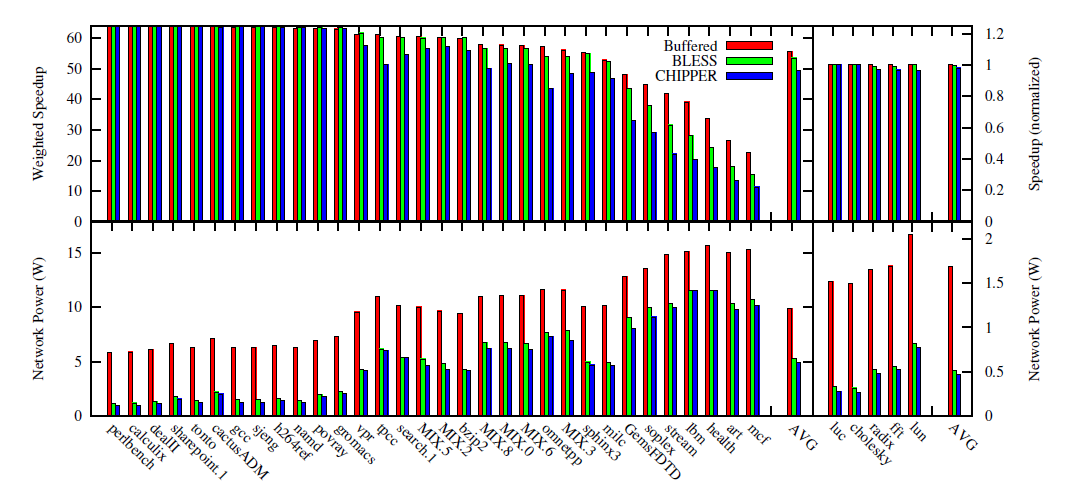 Weighted Speedup
60
50
40
30
20
10
0
Buffered
BLESS
CHIPPER
1.2
1
0.8
0.6
0.4
0.2
0
Speedup (normalized)
Network Power (W)
15
10
5
0
2
1.5
1
0.5
0
Network Power (W)
perlbench
calculix
dealII
sharepoint.1
tonto
cactusADM
gcc
sjeng
h264ref
namd
povray
gromacs
vpr
tpcc
search.1
MIX.5
MIX.2
bzip2
MIX.8
MIX.0
MIX.6
omnetpp
MIX.3
sphinx3
milc
GemsFDTD
soplex
stream
lbm
health
art
mcf
AVG
luc
cholesky
radix
fft
lun
AVG